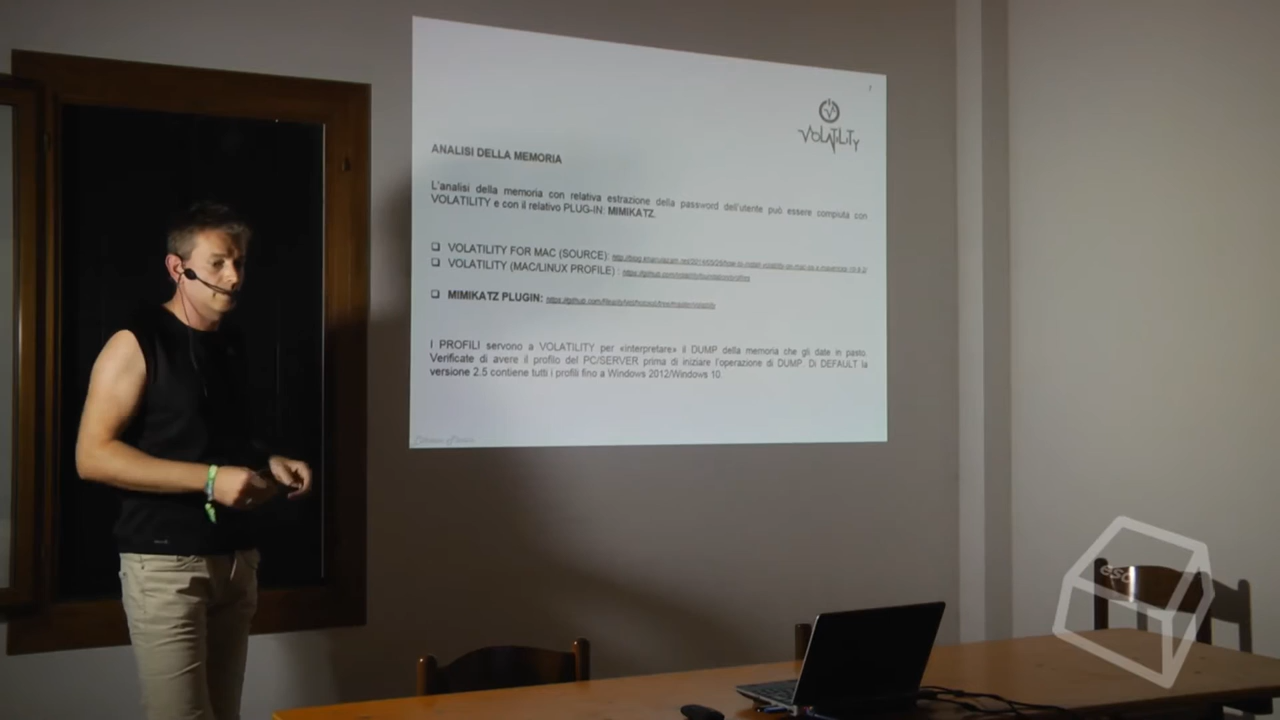 7
VOLATILITY
ANALISI DELLA MEMORIA
L'analisi della memoria con relativa estrazione della password dell'utente può essere compiuta con
VOLATILITY e con il relativo PLUG-IN: MIMIKATZ.
VOLATILITY FOR MAC (SOURCE):
VOLATILITY (MAC/LINUX PROFILE) :
MIMIKATZ PLUGIN:
I PROFILI servono a VOLATILITY per «interpretare» il DUMP della memoria che gli date in pasto.
Verificate di avere il profilo del PC/SERVER prima di iniziare l'operazione di DUMP. Di DEFAULT la
versione 2.5 contiene tutti i profili fino a Windows 2012/Windows 10.
esc